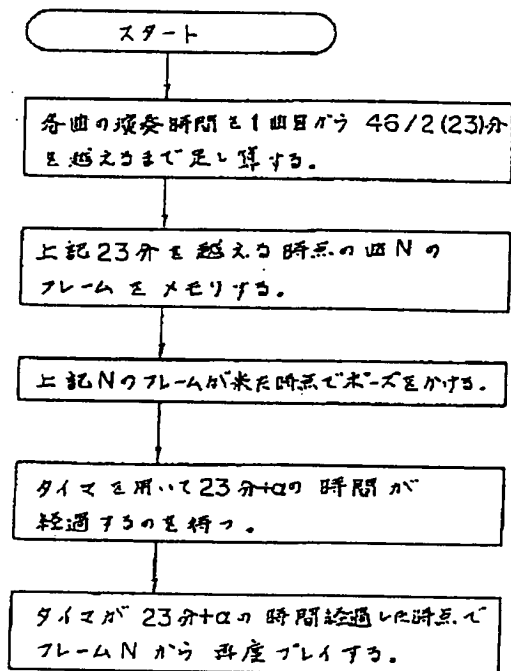 スタート
各曲の演奏時間を1曲目から 46/2(23)分
を越えるまで足し算する。
上記23分を越える時点の曲Nの
フレームをメモリする。
上記Nのフレームが来た時点でポーズをかける。
タイマを用いて23分+αの時間が
経過するのを待つ。
タイマが23分+αの時間経過した時点で
フレームNから再度プレイする。